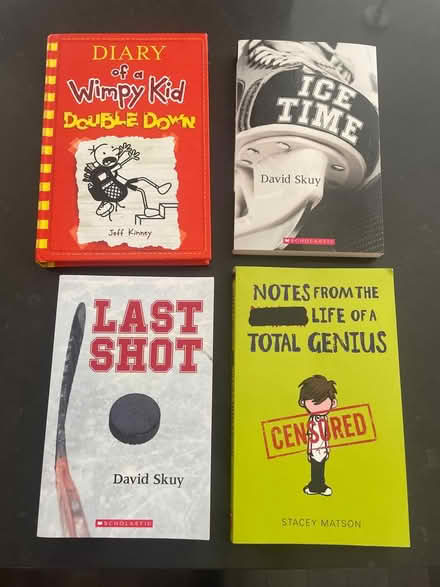 DIARY
of a
Wimpy Kid
DOUBLE DOWN
Jeff Kinney
ICE
TIME
David Skuy
SCHOLASTIC
LAST
SHOT
David Skuy
SCHOLASTIC
NOTES FROM THE
LIFE OF A
TOTAL GENIUS
CENSURED
STACEY MATSON